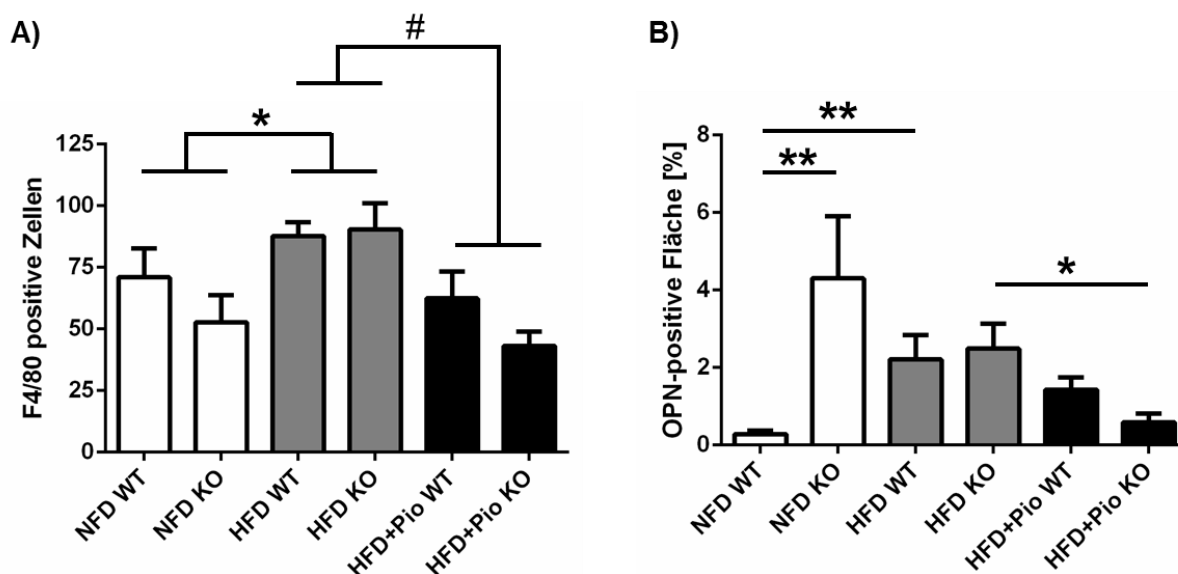 A)
#
*
F4/80 positive Zellen
125
100
75
50
25
0
NFD WT
NFD KO
HFD WT
HFD KO
HFD+Pio WT
HFD+Pio KO
B)
**
**
*
OPN-positive Fläche [%]
8
6
4
2
0
NFD WT
NFD KO
HFD WT
HFD KO
HFD+Pio WT
HFD+Pio KO